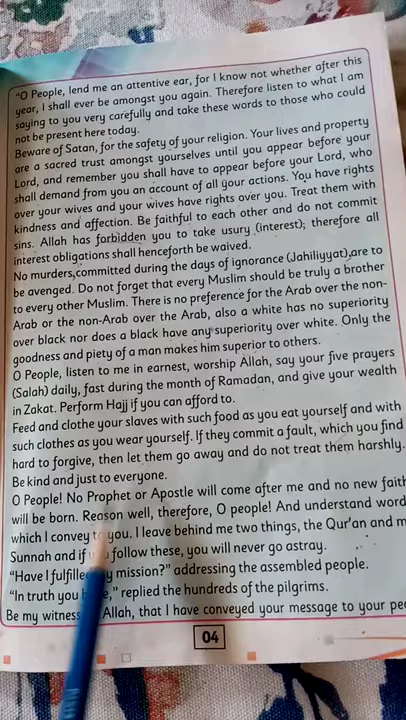 "O People, lend me an attentive ear, for I know not whether after this
year, I shall ever be amongst you again. Therefore listen to what I am
saying to you very carefully and take these words to those who could
not be present here today.
Beware of Satan, for the safety of your religion. Your lives and property
are a sacred trust amongst yourselves until you appear before your
Lord, and remember you shall have to appear before your Lord, who
shall demand from you an account of all your actions. You have rights
over your wives and your wives have rights over you. Treat them with
kindness and affection. Be faithful to each other and do not commit
sins. Allah has forbidden you to take usury (interest); therefore all
interest obligations shall henceforth be waived.
No murders, committed during the days of ignorance (Jahiliyyat), are to
be avenged. Do not forget that every Muslim should be truly a brother
to every other Muslim. There is no preference for the Arab over the non-
Arab or the non-Arab over the Arab, also a white has no superiority
over black nor does a black have any superiority over white. Only the
goodness and piety of a man makes him superior to others.
O People, listen to me in earnest, worship Allah, say your five prayers
(Salah) daily, fast during the month of Ramadan, and give your wealth
in Zakat. Perform Hajj if you can afford to.
Feed and clothe your slaves with such food as you eat yourself and with
such clothes as you wear yourself. If they commit a fault, which you find
hard to forgive, then let them go away and do not treat them harshly.
Be kind and just to everyone.
O People! No Prophet or Apostle will come after me and no new faith
will be born. Reason well, therefore, O people! And understand word
which I convey to you. I leave behind me two things, the Qur'an and m
Sunnah and if follow these, you will never go astray.
"Have I fulfilled my mission?" addressing the assembled people.
"In truth you" replied the hundreds of the pilgrims.
Be my witness Allah, that I have conveyed your message to your pe
04